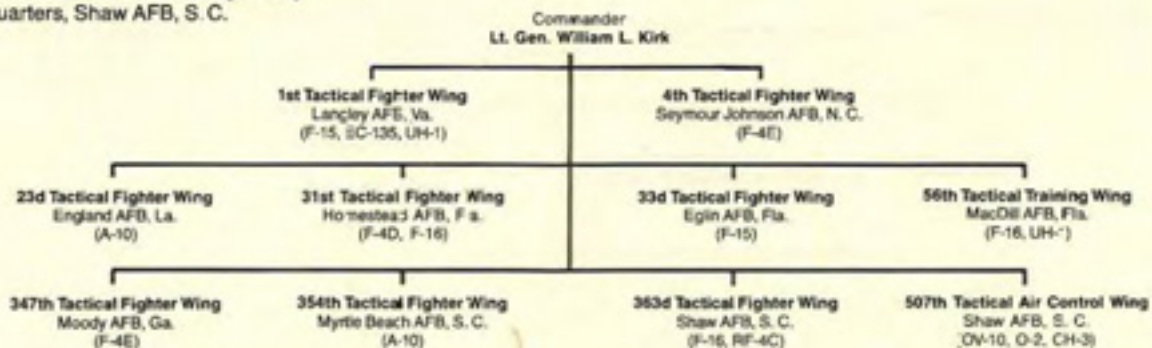 quarters, Shaw AFB, S.C.
Commander
Lt. Gen. William L. Kirk
1st Tactical Fighter Wing
Langley AFB, Va.
(F-15, EC-135, UH-1)
4th Tactical Fighter Wing
Seymour Johnson AFB, N. C.
(F-4E)
23d Tactical Fighter Wing
England AFB, La.
(A-10)
31st Tactical Fighter Wing
Homestead AFB, Fla.
(F-4D, F-16)
33d Tactical Fighter Wing
Eglin AFB, Fla.
(F-15)
56th Tactical Training Wing
MacDill AFB, Fla.
(F-16, UH-1)
347th Tactical Fighter Wing
Moody AFB, Ga.
(F-4E)
354th Tactical Fighter Wing
Myrtle Beach AFB, S. C.
(A-10)
363d Tactical Fighter Wing
Shaw AFB, S. C.
(F-16, RF-4C)
507th Tactical Air Control Wing
Shaw AFB, S. C.
(OV-10, O-2, CH-3)